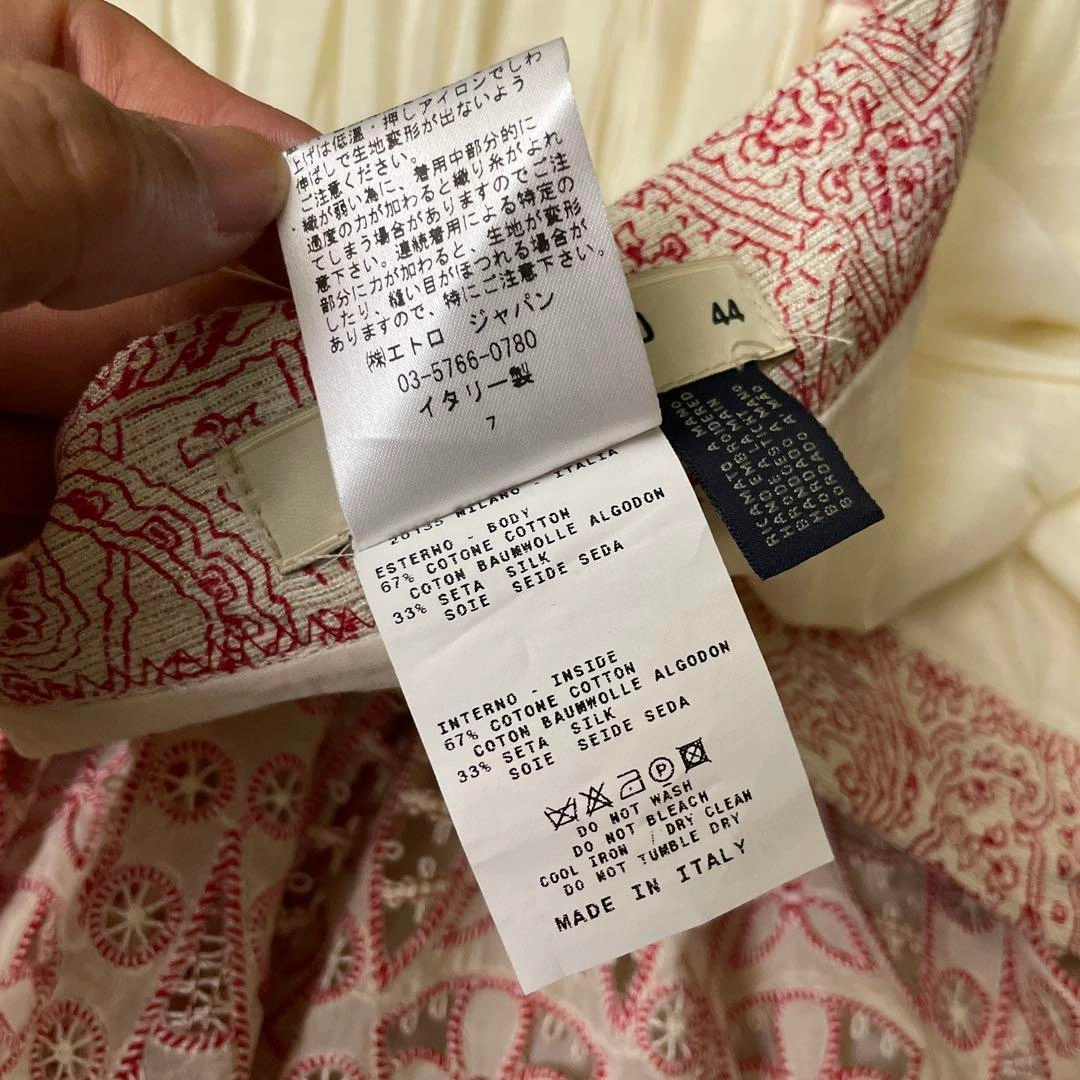 上げは低温・押しアイロンでしわ
伸ばしで生地変形が出ないよう
ご注意ください。
織が弱い為に、着用中部分的に
過度の力が加わると織り糸がよれ
てしまう場合がありますのでご注
意下さい。連続着用による特定の
部分に力が加わると、生地が変形
したり、縫い目がほつれる場合が
ありますので、特にご注意下さい。
㈱エトロ ジャパン
03-5766-0780
イタリー製
7
44
RICAMATO A MANO
HAND EMBROIDERED
BRODÉ A LA MAIN
HANDGESTICKT
BORDADO A MANO
20135 MILANO - ITALIA
ESTERNO - BODY
67% COTONE COTTON
COTON BAUMWOLLE ALGODON
33% SETA SILK
SOIE SEIDE SEDA
INTERNO - INSIDE
67% COTONE COTTON
COTON BAUMWOLLE ALGODON
33% SETA SILK
SOIE SEIDE SEDA
DO NOT WASH
DO NOT BLEACH
COOL IRON / DRY CLEAN
DO NOT TUMBLE DRY
MADE IN ITALY